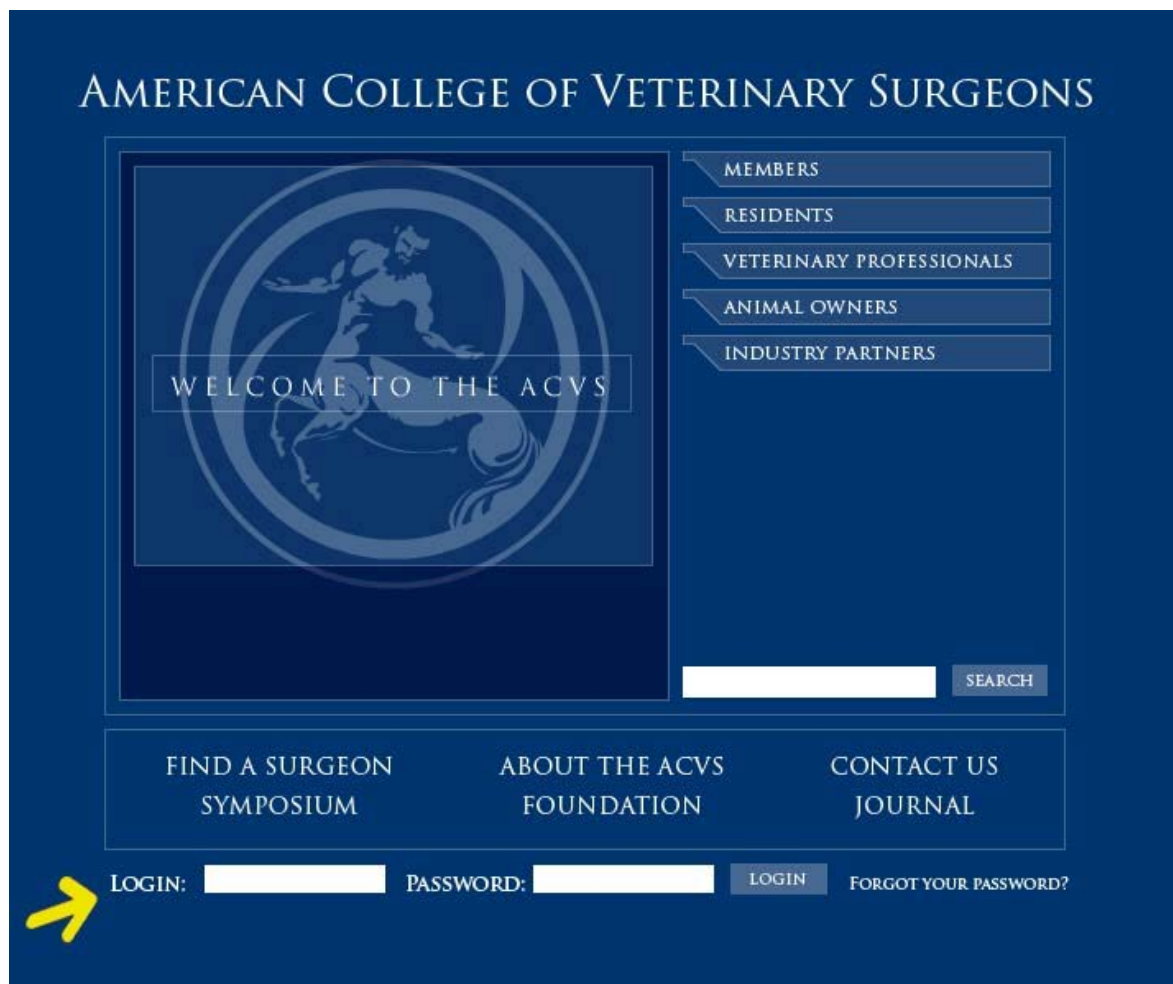 AMERICAN COLLEGE OF VETERINARY SURGEONS
WELCOME TO THE ACVS
MEMBERS
RESIDENTS
VETERINARY PROFESSIONALS
ANIMAL OWNERS
INDUSTRY PARTNERS
SEARCH
FIND A SURGEON
ABOUT THE ACVS
CONTACT US
SYMPOSIUM
FOUNDATION
JOURNAL
LOGIN:
PASSWORD:
LOGIN
FORGOT YOUR PASSWORD?